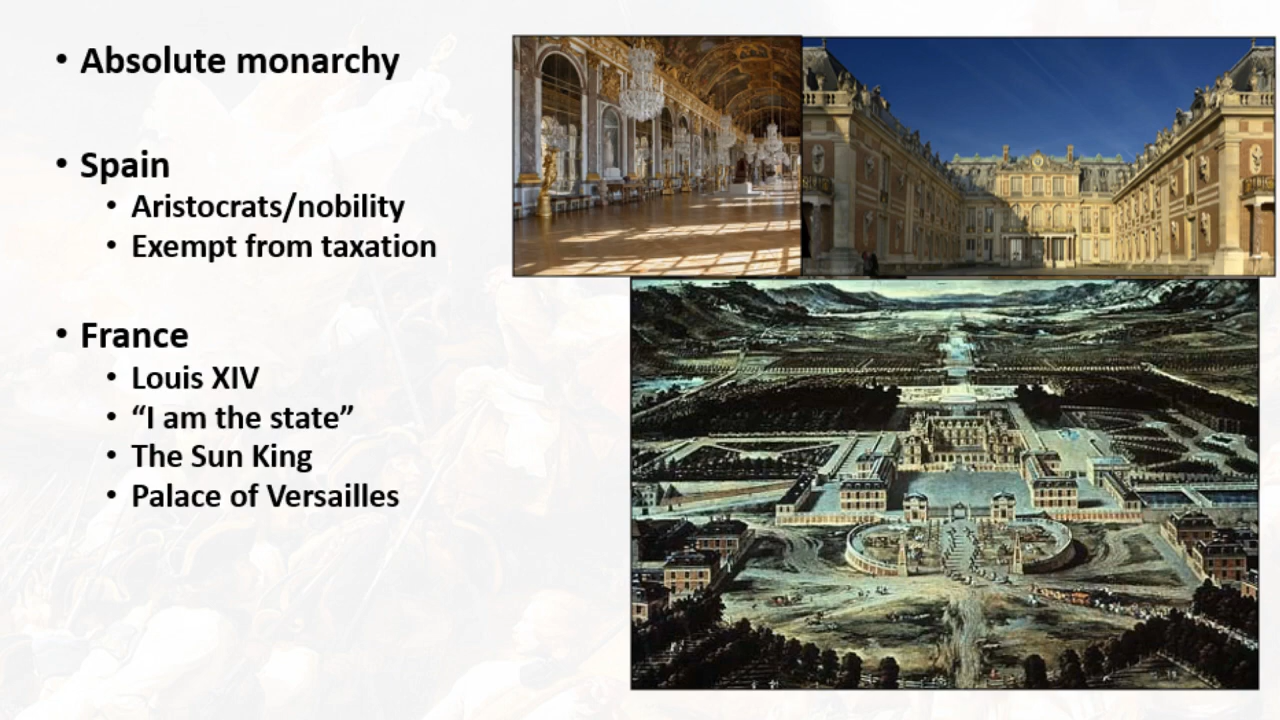 • Absolute monarchy
• Spain
• Aristocrats/nobility
• Exempt from taxation
• France
• Louis XIV
• “I am the state”
• The Sun King
• Palace of Versailles